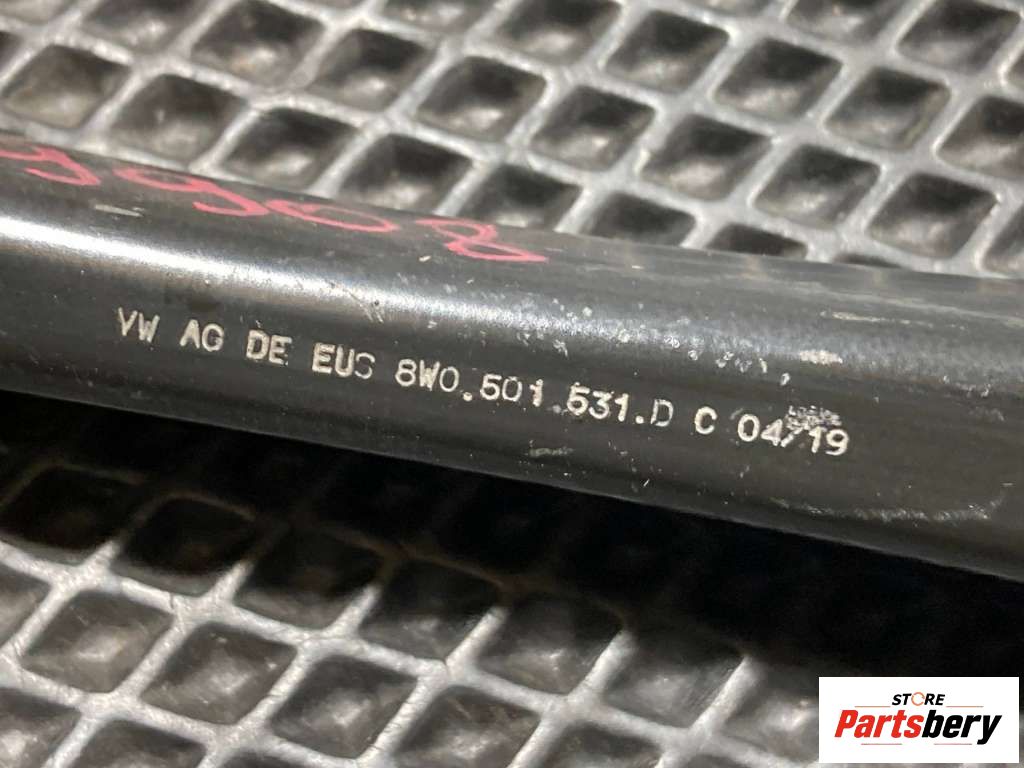 VW AG DE EUS 8W0.501.531.D C 04/19
STORE
Partsbery